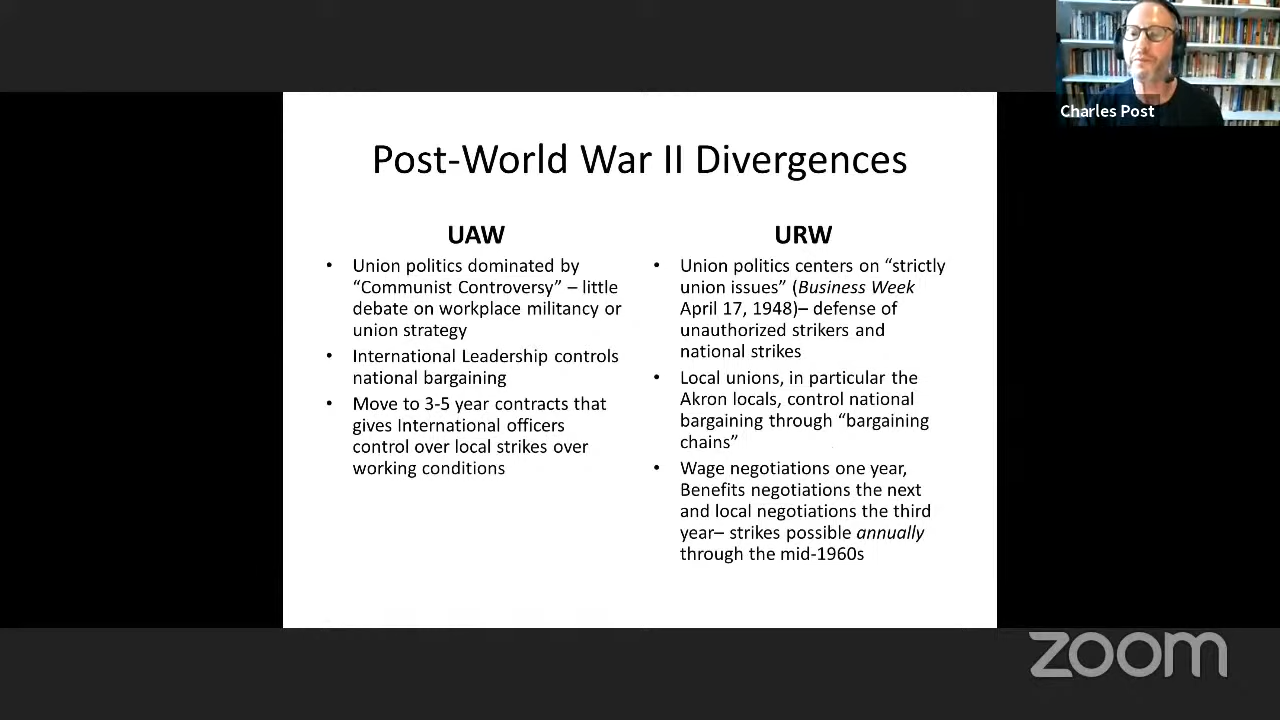 Charles Post
Post-World War II Divergences
UAW
• Union politics dominated by
“Communist Controversy” – little
debate on workplace militancy or
union strategy
• International Leadership controls
national bargaining
• Move to 3-5 year contracts that
gives International officers
control over local strikes over
working conditions
URW
• Union politics centers on “strictly
union issues” (Business Week
April 17, 1948)– defense of
unauthorized strikers and
national strikes
• Local unions, in particular the
Akron locals, control national
bargaining through “bargaining
chains”
• Wage negotiations one year,
Benefits negotiations the next
and local negotiations the third
year– strikes possible annually
through the mid-1960s
zoom